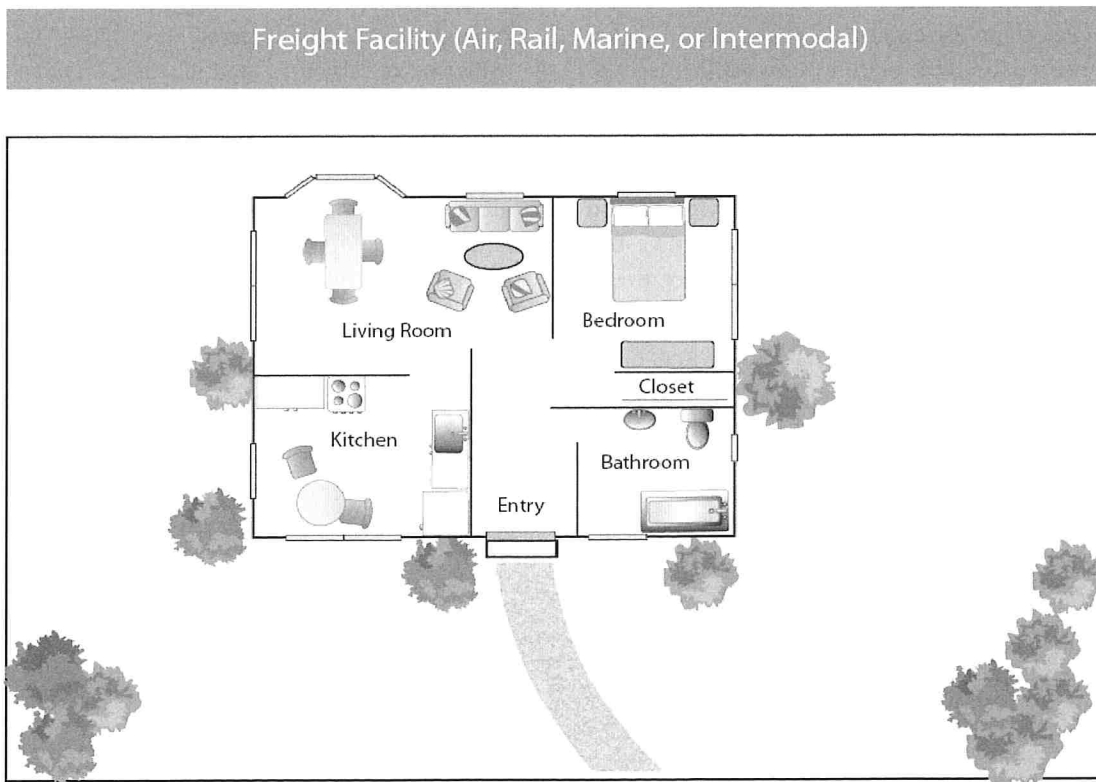 Freight Facility (Air, Rail, Marine, or Intermodal)
Living Room
Bedroom
Closet
Kitchen
Bathroom
Entry